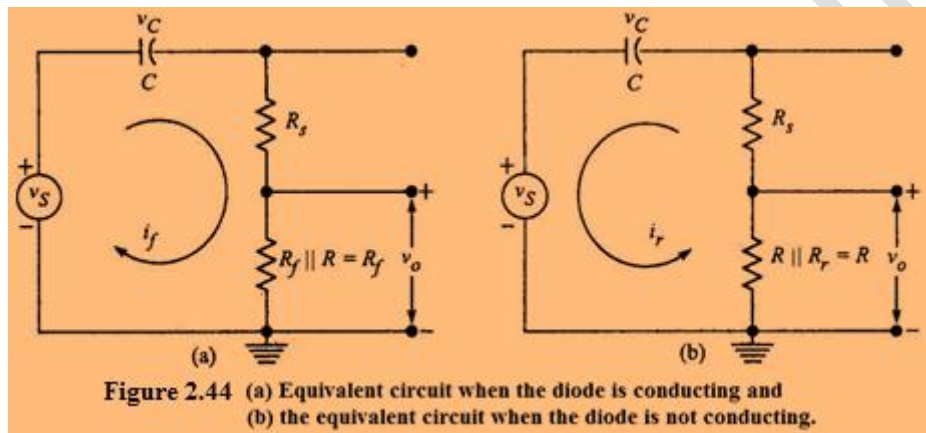 v_C
C
R_s
+
v_S
-
i_f
R_f || R = R_f
+
v_o
-
(a)
v_C
C
R_s
+
v_S
-
i_r
R || R_r = R
+
v_o
-
(b)
Figure 2.44 (a) Equivalent circuit when the diode is conducting and
(b) the equivalent circuit when the diode is not conducting.